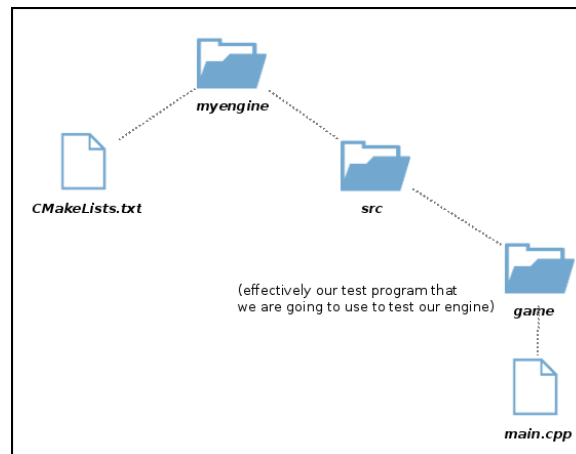 myengine
CMakeLists.txt
src
(effectively our test program that
we are going to use to test our engine)
game
main.cpp